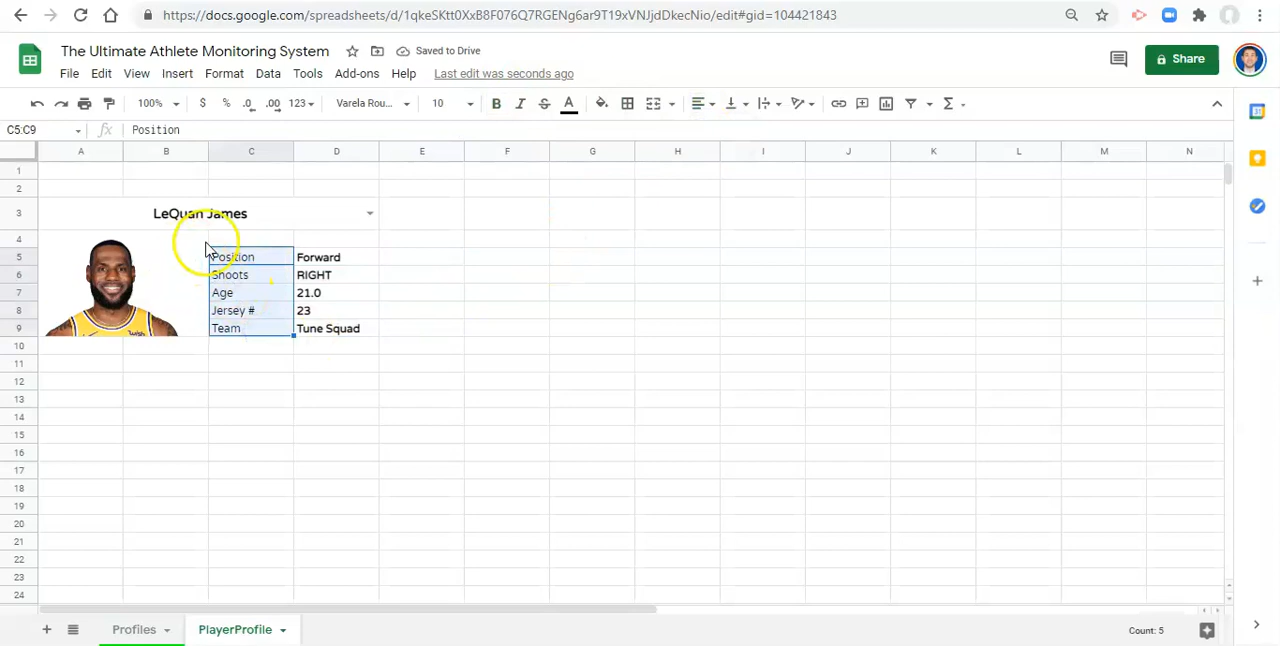 https://docs.google.com/spreadsheets/d/1qkeSKtt0XxB8F076Q7RGENg6ar9T19xVNJjdDkecNio/edit#gid=104421843
The Ultimate Athlete Monitoring System
Saved to Drive
File Edit View Insert Format Data Tools Add-ons Help Last edit was seconds ago
Share
100% $ % .0 .00 123 Varela Rou... 10 B I S A Σ
C5:C9 fx Position
A B C D E F G H I J K L M N
1
2
3 LeQuan James
4
5 Position Forward
6 Shoots RIGHT
7 Age 21.0
8 Jersey # 23
9 Team Tune Squad
10
11
12
13
14
15
16
17
18
19
20
21
22
23
24
Profiles PlayerProfile Count: 5